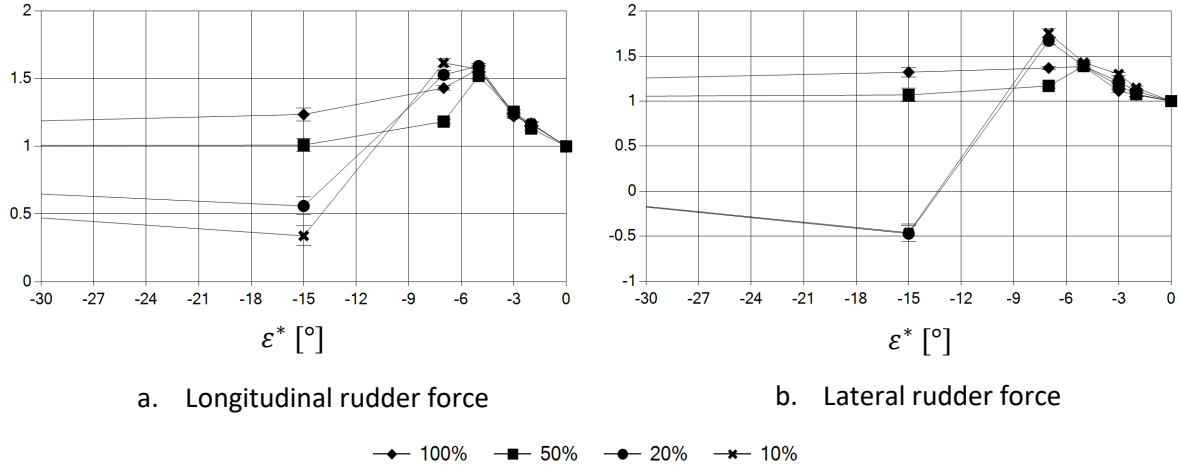 2
1.5
1
0.5
0
-30 -27 -24 -21 -18 -15 -12 -9 -6 -3 0
ε* [°]
a. Longitudinal rudder force
2
1.5
1
0.5
0
-0.5
-1
-30 -27 -24 -21 -18 -15 -12 -9 -6 -3 0
ε* [°]
b. Lateral rudder force
100% 50% 20% 10%